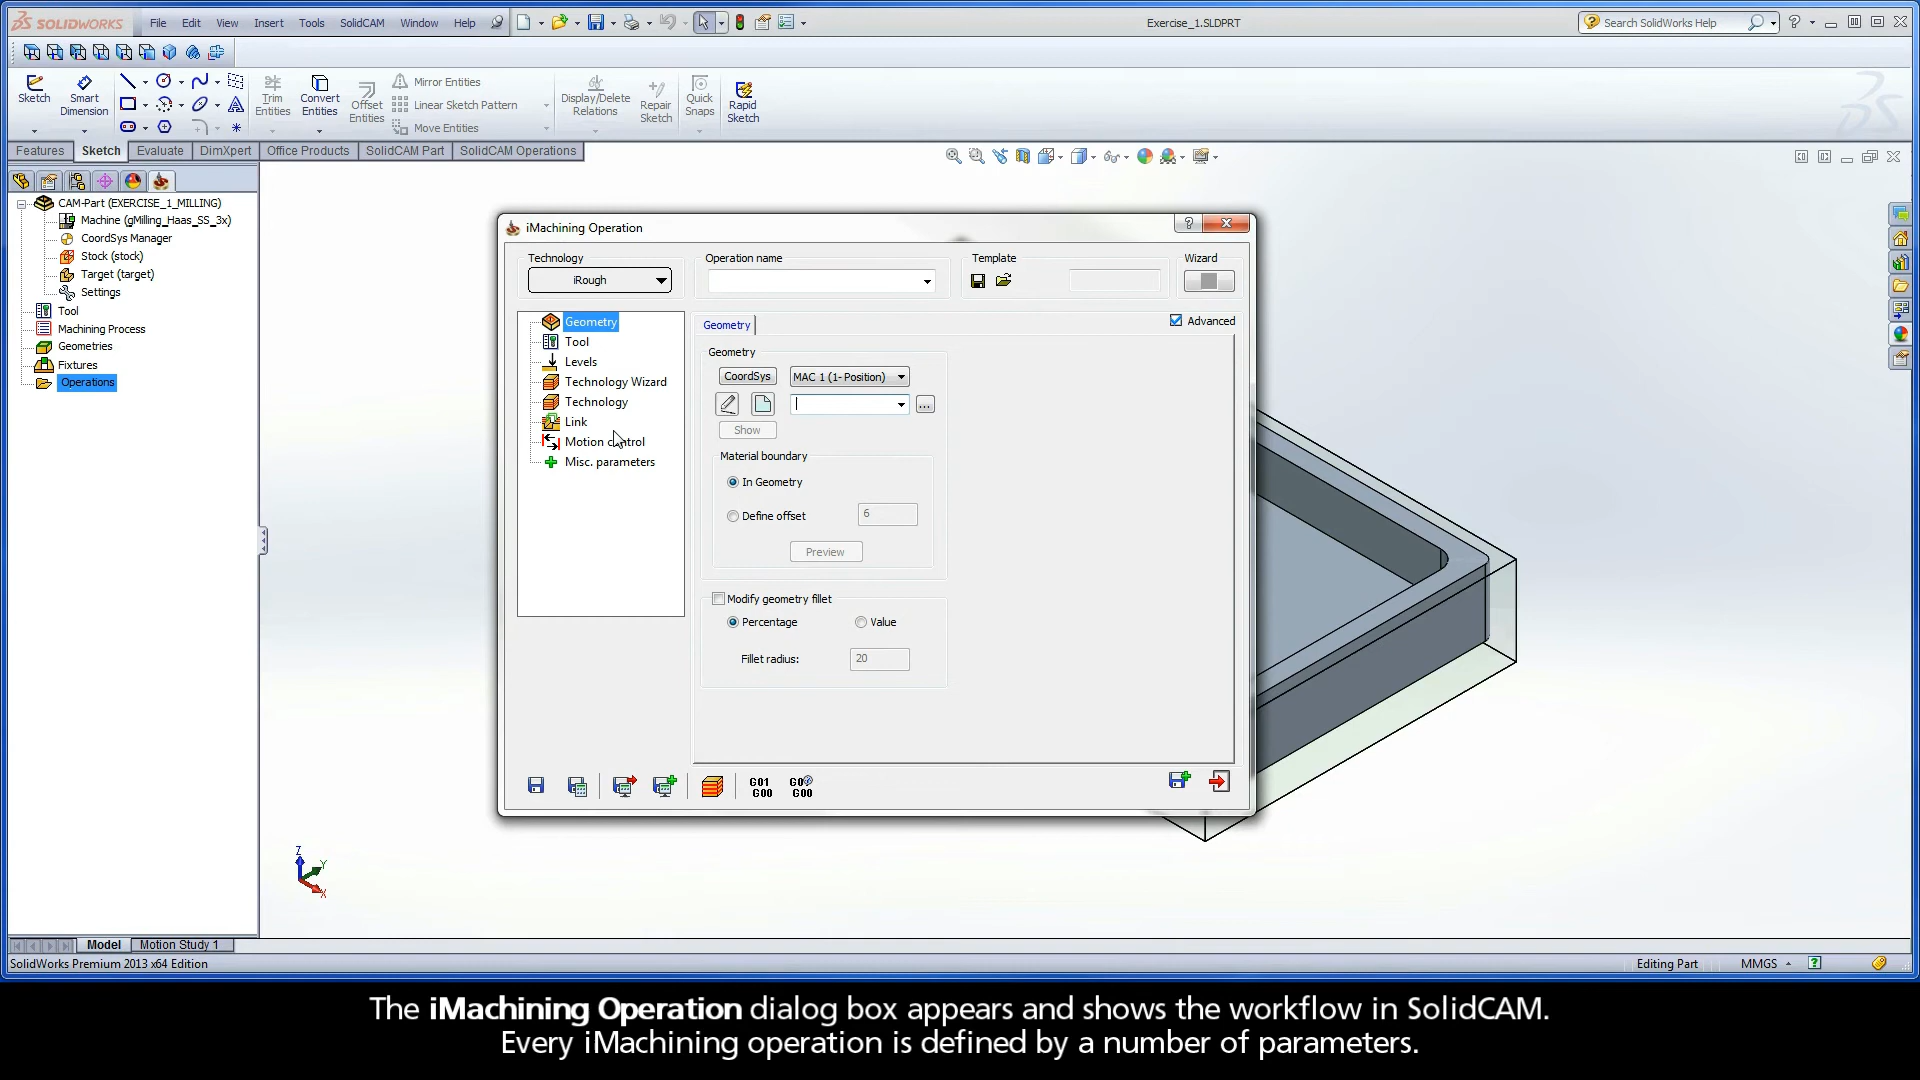 SOLIDWORKS File Edit View Insert Tools SolidCAM Window Help Exercise_1.SLDPRT Search SolidWorks Help
Sketch Smart Dimension Trim Entities Convert Entities Offset Entities Mirror Entities Linear Sketch Pattern Move Entities Display/Delete Relations Repair Sketch Quick Snaps Rapid Sketch
Features Sketch Evaluate DimXpert Office Products SolidCAM Part SolidCAM Operations
CAM-Part (EXERCISE_1_MILLING)
Machine (gMilling_Haas_SS_3x)
CoordSys Manager
Stock (stock)
Target (target)
Settings
Tool
Machining Process
Geometries
Fixtures
Operations
iMachining Operation
Technology Operation name Template Wizard
iRough
Geometry
Tool
Levels
Technology Wizard
Technology
Link
Motion control
Misc. parameters
Geometry Advanced
Geometry
CoordSys MAC 1 (1- Position)
...
Show
Material boundary
In Geometry
Define offset 6
Preview
Modify geometry fillet
Percentage Value
Fillet radius: 20
G01 G00
G0 G00
Z
Y
X
Model Motion Study 1
SolidWorks Premium 2013 x64 Edition Editing Part MMGS
The iMachining Operation dialog box appears and shows the workflow in SolidCAM.
Every iMachining operation is defined by a number of parameters.